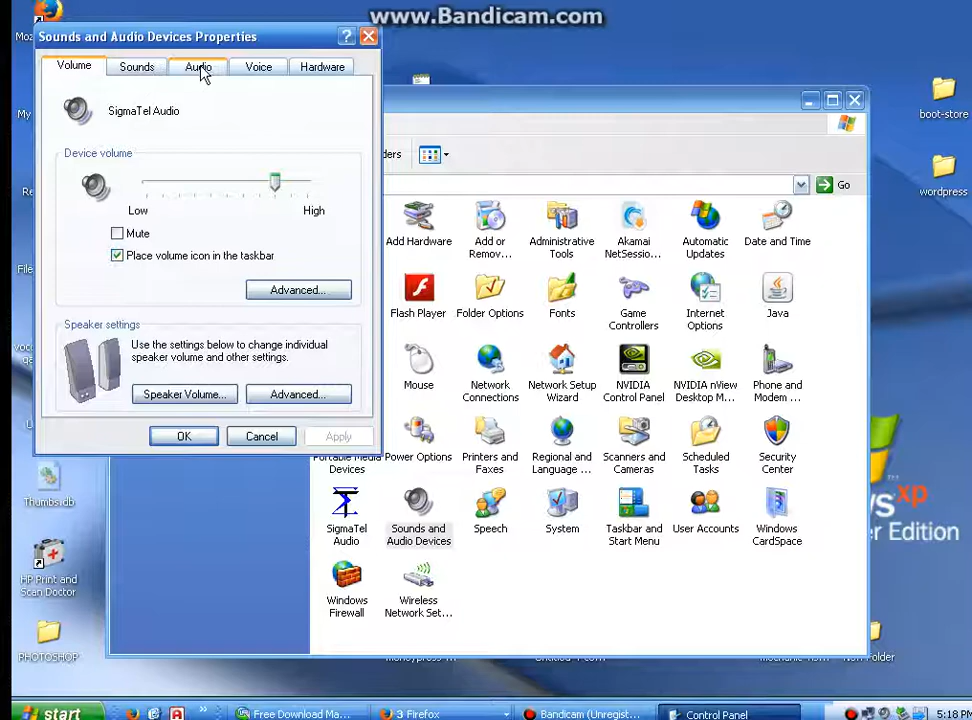 www.Bandicam.com
Sounds and Audio Devices Properties
Volume Sounds Audio Voice Hardware
SigmaTel Audio
Device volume
Low High
Mute
Place volume icon in the taskbar
Advanced...
Speaker settings
Use the settings below to change individual
speaker volume and other settings.
Speaker Volume... Advanced...
OK Cancel Apply
Go
boot-store
wordpress
Add Hardware
Add or
Remov...
Administrative
Tools
Akamai
NetSessio...
Automatic
Updates
Date and Time
Flash Player
Folder Options
Fonts
Game
Controllers
Internet
Options
Java
Mouse
Network
Connections
Network Setup
Wizard
NVIDIA
Control Panel
NVIDIA nView
Desktop M...
Phone and
Modem ...
Portable Media
Devices
Power Options
Printers and
Faxes
Regional and
Language ...
Scanners and
Cameras
Scheduled
Tasks
Security
Center
SigmaTel
Audio
Sounds and
Audio Devices
Speech
System
Taskbar and
Start Menu
User Accounts
Windows
CardSpace
Windows
Firewall
Wireless
Network Set...
Thumbs.db
HP Print and
Scan Doctor
PHOTOSHOP
xp
Edition
start
Free Download Ma...
3 Firefox
Bandicam (Unregist...
Control Panel
5:18 PM